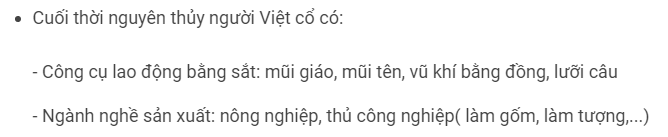 • Cuối thời nguyên thủy người Việt cổ có:
- Công cụ lao động bằng sắt: mũi giáo, mũi tên, vũ khí bằng đồng, lưỡi câu
- Ngành nghề sản xuất: nông nghiệp, thủ công nghiệp( làm gốm, làm tượng,...)